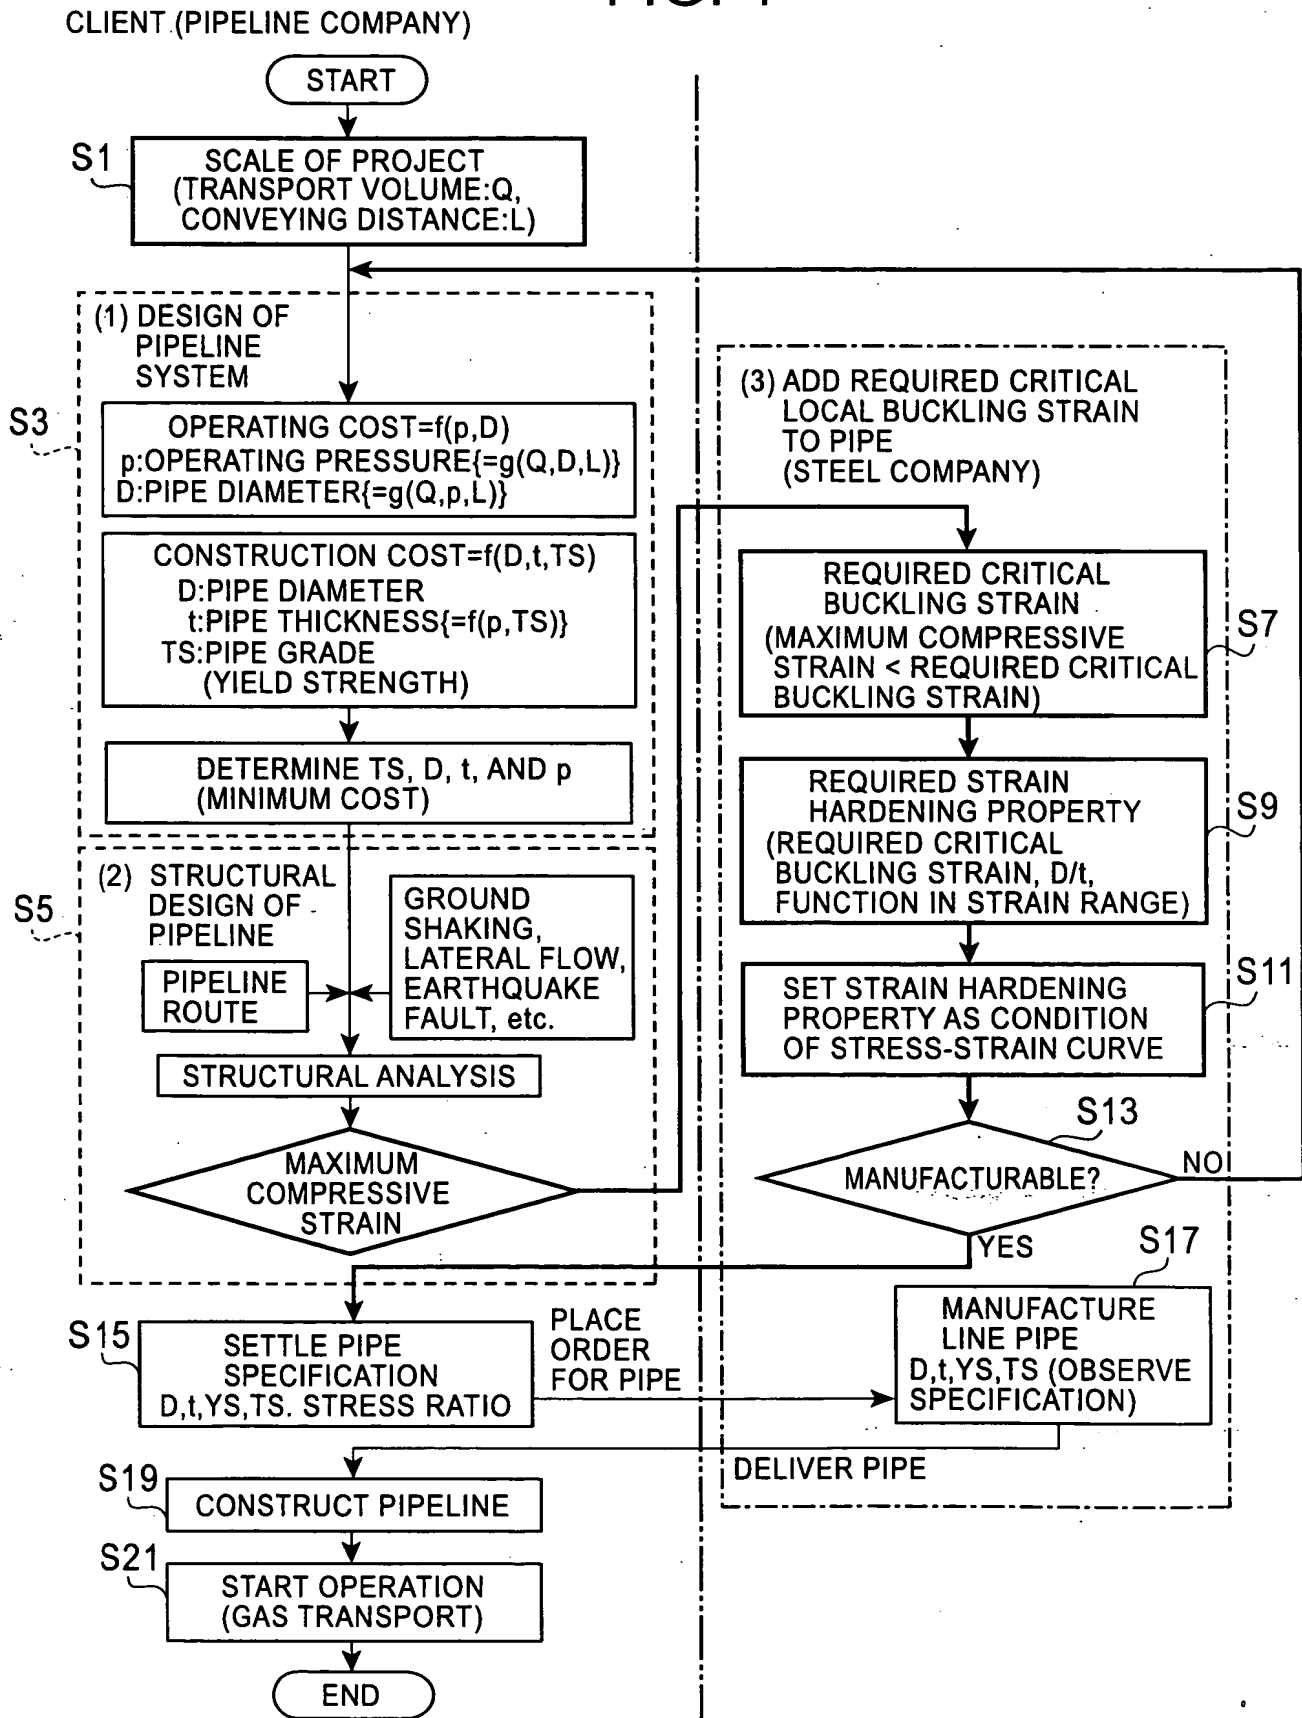 CLIENT.(PIPELINE COMPANY)
START
S1
SCALE OF PROJECT
(TRANSPORT VOLUME:Q,
CONVEYING DISTANCE:L)
(1) DESIGN OF
PIPELINE
SYSTEM
S3
OPERATING COST=f(p,D)
p:OPERATING PRESSURE{=g(Q,D,L)}
D:PIPE DIAMETER{=g(Q,p,L)}
CONSTRUCTION COST=f(D,t,TS)
D:PIPE DIAMETER
t:PIPE THICKNESS{=f(p,TS)}
TS:PIPE GRADE
(YIELD STRENGTH)
DETERMINE TS, D, t, AND p
(MINIMUM COST)
S5
(2) STRUCTURAL
DESIGN OF
PIPELINE
PIPELINE
ROUTE
GROUND
SHAKING,
LATERAL FLOW,
EARTHQUAKE
FAULT, etc.
STRUCTURAL ANALYSIS
MAXIMUM
COMPRESSIVE
STRAIN
(3) ADD REQUIRED CRITICAL
LOCAL BUCKLING STRAIN
TO PIPE
(STEEL COMPANY)
REQUIRED CRITICAL
BUCKLING STRAIN
(MAXIMUM COMPRESSIVE
STRAIN < REQUIRED CRITICAL
BUCKLING STRAIN)
S7
REQUIRED STRAIN
HARDENING PROPERTY
(REQUIRED CRITICAL
BUCKLING STRAIN, D/t,
FUNCTION IN STRAIN RANGE)
S9
SET STRAIN HARDENING
PROPERTY AS CONDITION
OF STRESS-STRAIN CURVE
S11
S13
MANUFACTURABLE?
NO
YES
S15
SETTLE PIPE
SPECIFICATION
D,t,YS,TS. STRESS RATIO
PLACE
ORDER
FOR PIPE
S17
MANUFACTURE
LINE PIPE
D,t,YS,TS (OBSERVE
SPECIFICATION)
DELIVER PIPE
S19
CONSTRUCT PIPELINE
S21
START OPERATION
(GAS TRANSPORT)
END